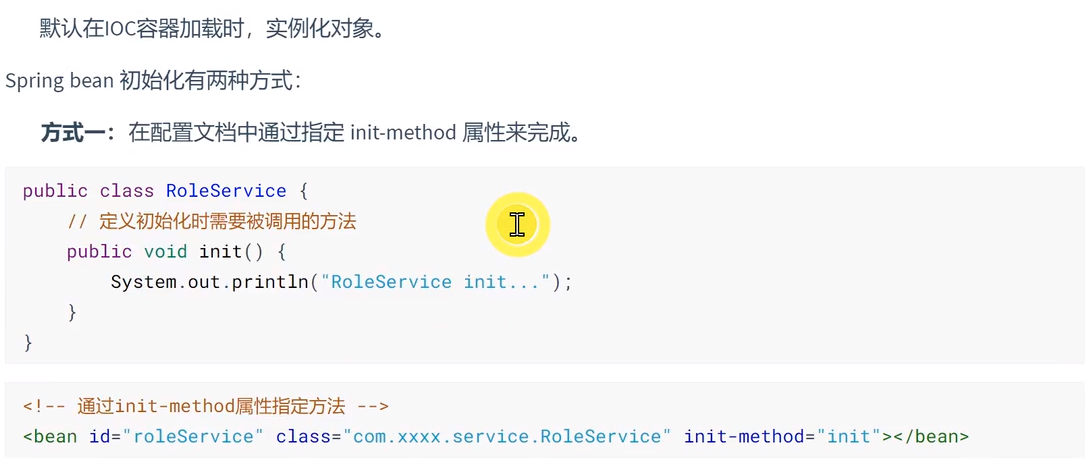 默认在IOC容器加载时，实例化对象。
Spring bean 初始化有两种方式：
方式一：在配置文档中通过指定 init-method 属性来完成。
public class RoleService {
    // 定义初始化时需要被调用的方法
    public void init() {
        System.out.println("RoleService init...");
    }
}
<!-- 通过init-method属性指定方法 -->
<bean id="roleService" class="com.xxxx.service.RoleService" init-method="init"></bean>